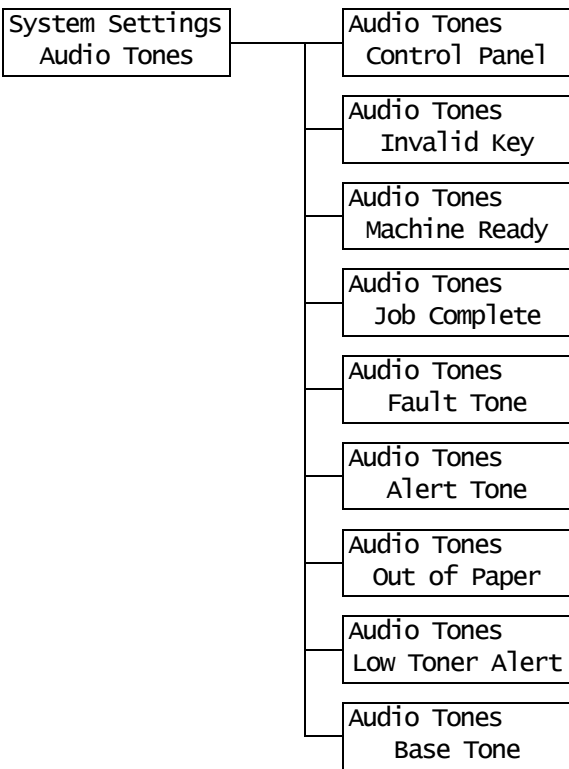 System Settings
Audio Tones
Audio Tones
Control Panel
Audio Tones
Invalid Key
Audio Tones
Machine Ready
Audio Tones
Job Complete
Audio Tones
Fault Tone
Audio Tones
Alert Tone
Audio Tones
Out of Paper
Audio Tones
Low Toner Alert
Audio Tones
Base Tone